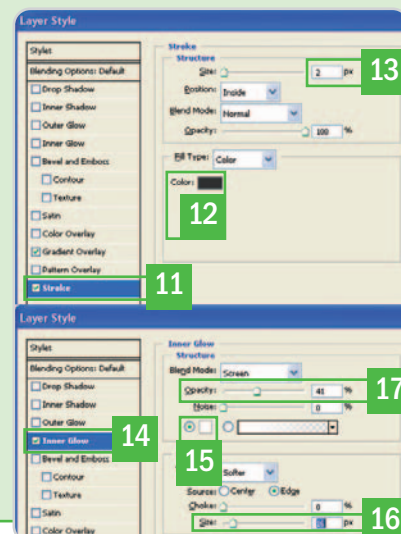 Layer Style
Styles
Blending Options: Default
Drop Shadow
Inner Shadow
Outer Glow
Inner Glow
Bevel and Emboss
Contour
Texture
Satin
Color Overlay
Gradient Overlay
Pattern Overlay
Stroke
11
Stroke
Structure
Size: 2 px
13
Position: Inside
Blend Mode: Normal
Opacity: 100 %
Fill Type: Color
Color:
12
Layer Style
Styles
Blending Options: Default
Drop Shadow
Inner Shadow
Outer Glow
Inner Glow
14
Bevel and Emboss
Contour
Texture
Satin
Color Overlay
Inner Glow
Structure
Blend Mode: Screen
Opacity: 41 %
17
Noise: 0 %
15
Softer
Source: Center Edge
Choke: 0 %
Size: px
16